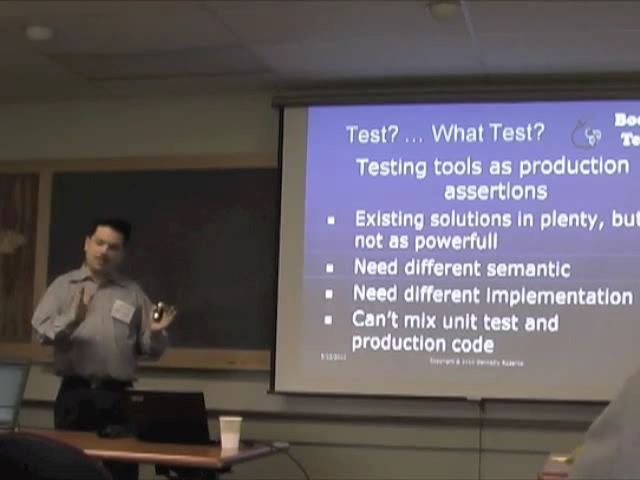 Test? ... What Test?
Testing tools as production
assertions
Existing solutions in plenty, but
not as powerfull
Need different semantic
Need different implementation
Can't mix unit test and
production code
Copyright ©